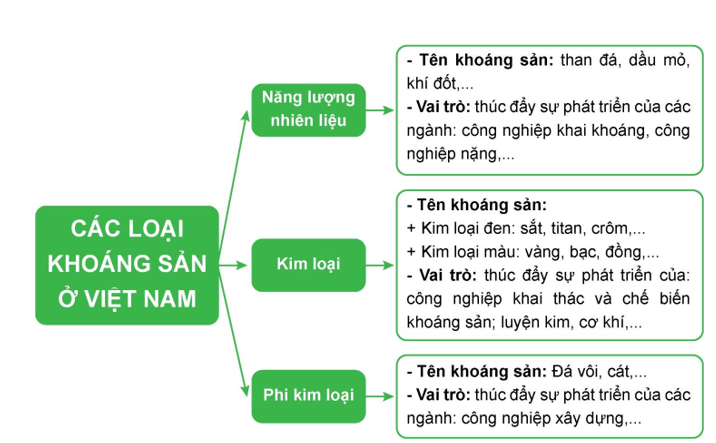 CÁC LOẠI
KHOÁNG SẢN
Ở VIỆT NAM
Năng lượng
nhiên liệu
- Tên khoáng sản: than đá, dầu mỏ,
khí đốt,...
- Vai trò: thúc đẩy sự phát triển của các
ngành: công nghiệp khai khoáng, công
nghiệp nặng,...
Kim loại
- Tên khoáng sản:
+ Kim loại đen: sắt, titan, crôm,...
+ Kim loại màu: vàng, bạc, đồng,...
- Vai trò: thúc đẩy sự phát triển của:
công nghiệp khai thác và chế biến
khoáng sản; luyện kim, cơ khí,...
Phi kim loại
- Tên khoáng sản: Đá vôi, cát,...
- Vai trò: thúc đẩy sự phát triển của các
ngành: công nghiệp xây dựng,...